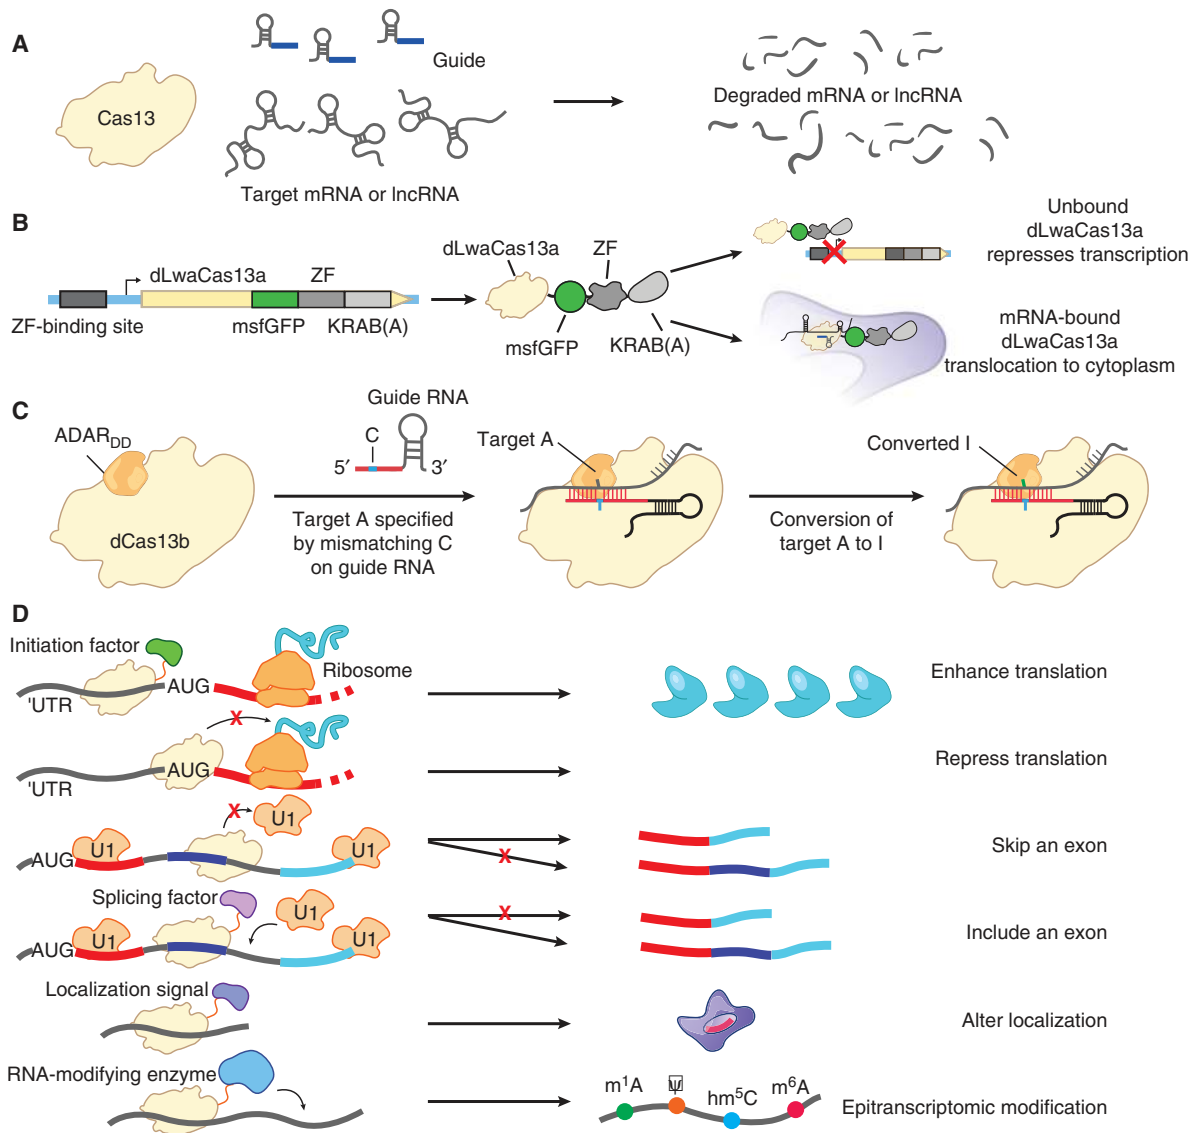 A
Guide
Cas13
Degraded mRNA or lncRNA
Target mRNA or lncRNA
B
Unbound
dLwaCas13a
represses transcription
dLwaCas13a
ZF
dLwaCas13a
ZF
ZF-binding site
msfGFP
KRAB(A)
msfGFP
KRAB(A)
mRNA-bound
dLwaCas13a
translocation to cytoplasm
C
Guide RNA
ADAR_DD
C
5′
3′
Target A
Converted I
dCas13b
Target A specified
by mismatching C
on guide RNA
Conversion of
target A to I
D
Initiation factor
AUG
Ribosome
'UTR
Enhance translation
X
AUG
'UTR
Repress translation
X
U1
AUG
U1
U1
X
Skip an exon
Splicing factor
U1
AUG
U1
U1
X
Include an exon
Localization signal
Alter localization
RNA-modifying enzyme
m¹A
Ψ
hm⁵C
m⁶A
Epitranscriptomic modification